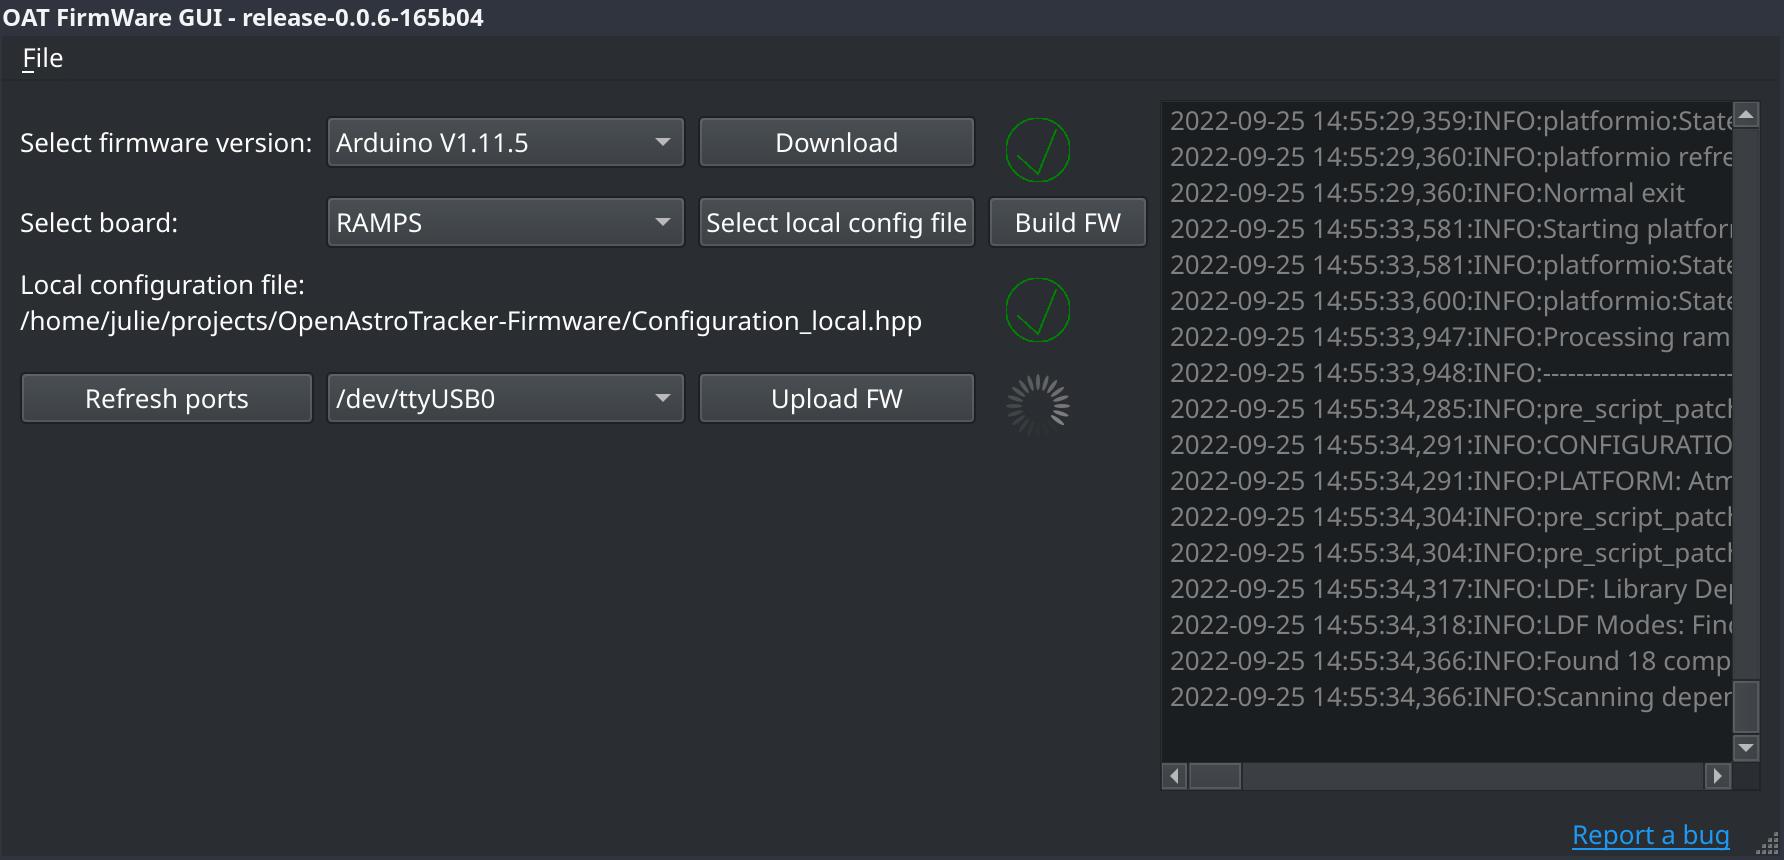 OAT FirmWare GUI - release-0.0.6-165b04
File
Select firmware version: Arduino V1.11.5 Download
Select board: RAMPS Select local config file Build FW
Local configuration file:
/home/julie/projects/OpenAstroTracker-Firmware/Configuration_local.hpp
Refresh ports /dev/ttyUSB0 Upload FW
2022-09-25 14:55:29,359:INFO:platformio:State
2022-09-25 14:55:29,360:INFO:platformio refre
2022-09-25 14:55:29,360:INFO:Normal exit
2022-09-25 14:55:33,581:INFO:Starting platfor
2022-09-25 14:55:33,581:INFO:platformio:State
2022-09-25 14:55:33,600:INFO:platformio:State
2022-09-25 14:55:33,947:INFO:Processing ram
2022-09-25 14:55:33,948:INFO:-----------------------
2022-09-25 14:55:34,285:INFO:pre_script_patch
2022-09-25 14:55:34,291:INFO:CONFIGURATIO
2022-09-25 14:55:34,291:INFO:PLATFORM: Atm
2022-09-25 14:55:34,304:INFO:pre_script_patch
2022-09-25 14:55:34,304:INFO:pre_script_patch
2022-09-25 14:55:34,317:INFO:LDF: Library Dep
2022-09-25 14:55:34,318:INFO:LDF Modes: Find
2022-09-25 14:55:34,366:INFO:Found 18 comp
2022-09-25 14:55:34,366:INFO:Scanning depen
Report a bug